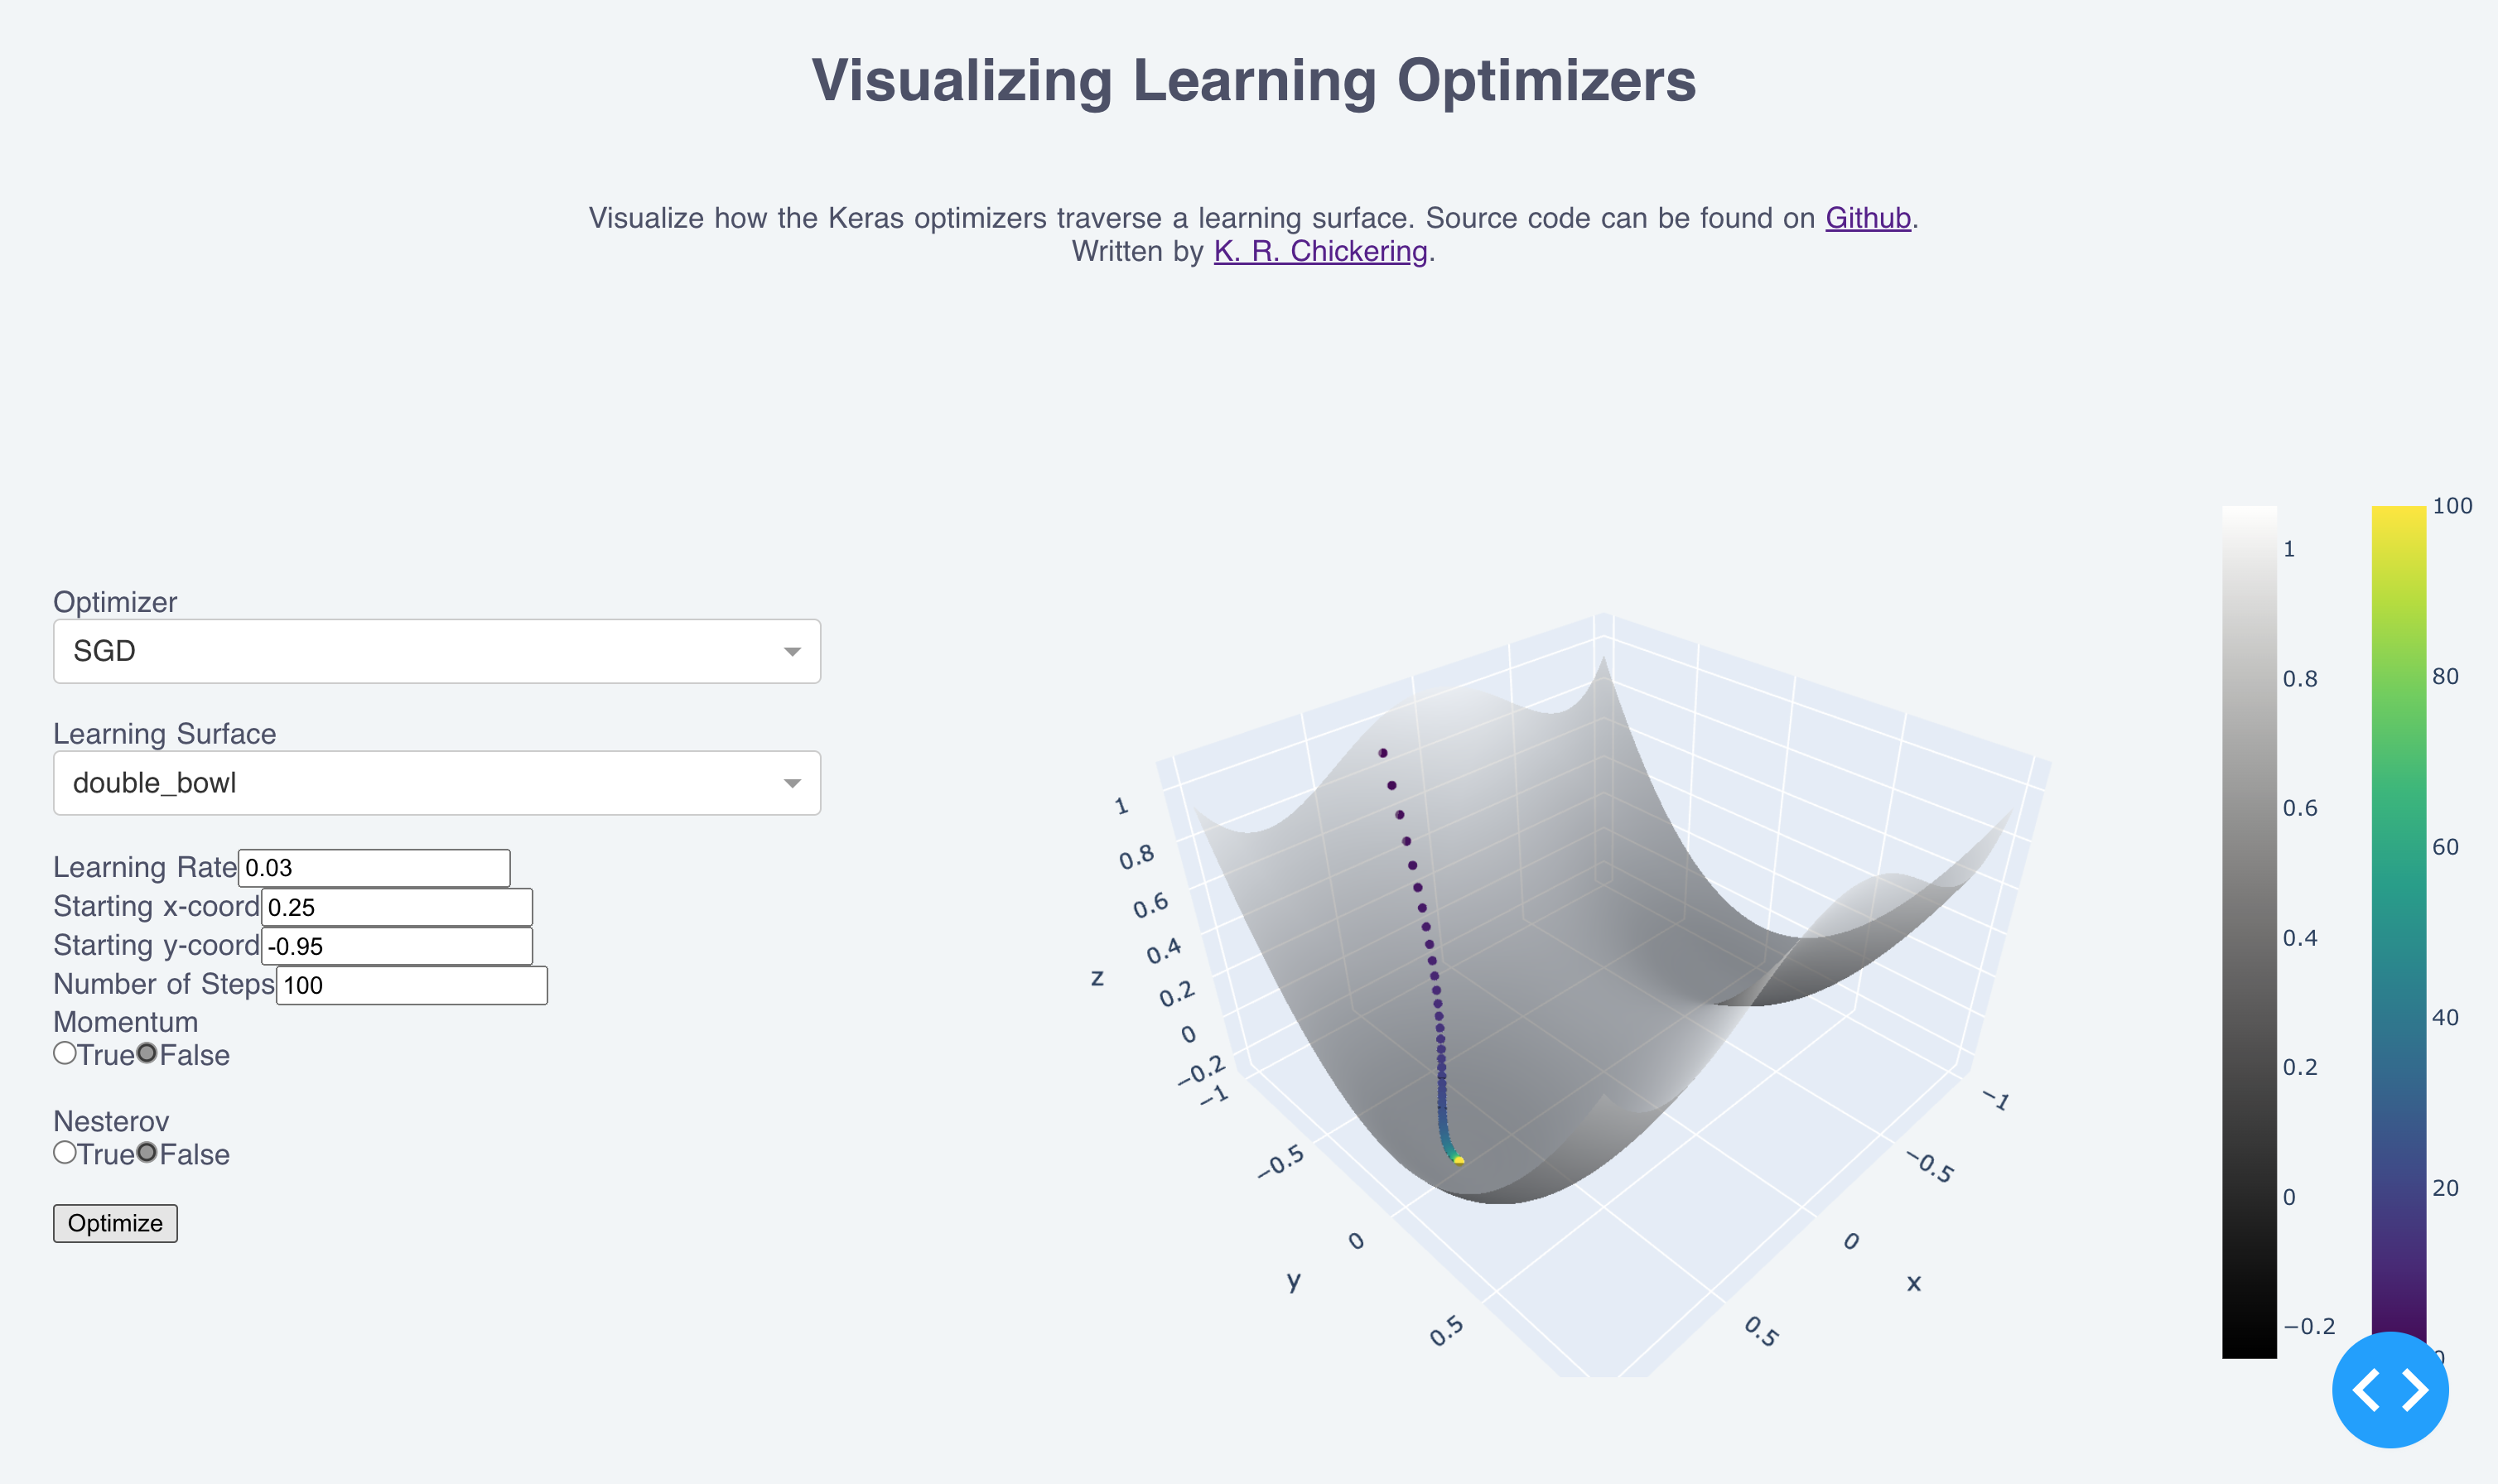 Visualizing Learning Optimizers
Visualize how the Keras optimizers traverse a learning surface. Source code can be found on Github.
Written by K. R. Chickering.
Optimizer
SGD
Learning Surface
double_bowl
Learning Rate 0.03
Starting x-coord 0.25
Starting y-coord -0.95
Number of Steps 100
Momentum
True False
Nesterov
True False
Optimize
z
1
0.8
0.6
0.4
0.2
0
−0.2
y
−1
−0.5
0
0.5
x
−1
−0.5
0
0.5
1
0.8
0.6
0.4
0.2
0
−0.2
100
80
60
40
20
0